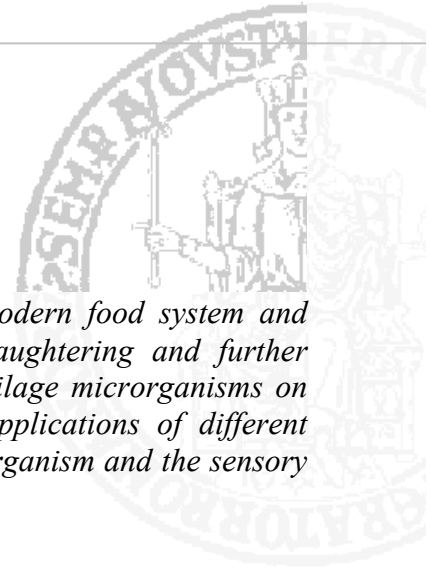 odern food system and
aughtering and further
ilage microrganisms on
pplications of different
rganism and the sensory